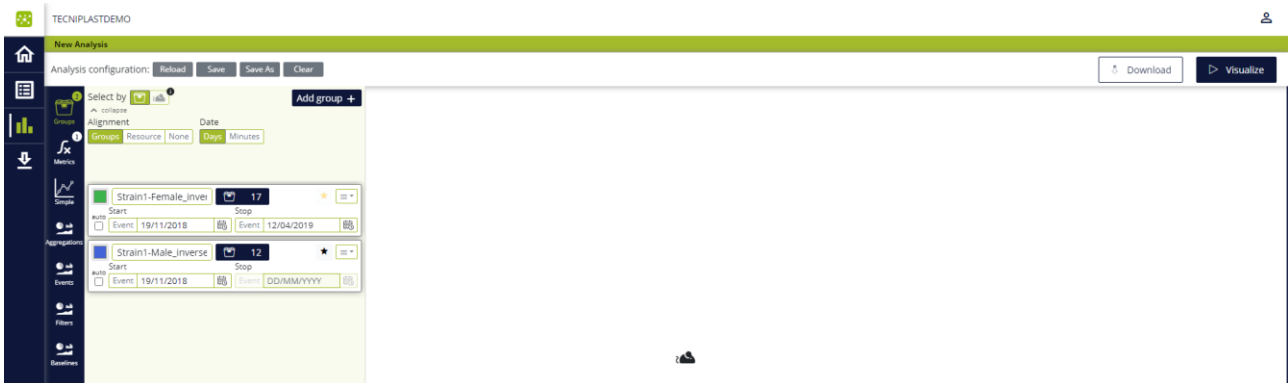 TECNIPLASTDEMO
New Analysis
Analysis configuration: Reload Save Save As Clear Download Visualize
2
Groups
Select by i Add group +
collapse
Alignment Date
Groups Resource None Days Minutes
1
Metrics
Simple
Strain1-Female_inver 17
Start Stop
auto
Event 19/11/2018 Event 12/04/2019
Aggregations
Strain1-Male_inverse 12
Start Stop
auto
Event 19/11/2018 Event DD/MM/YYYY
Events
Filters
Baselines